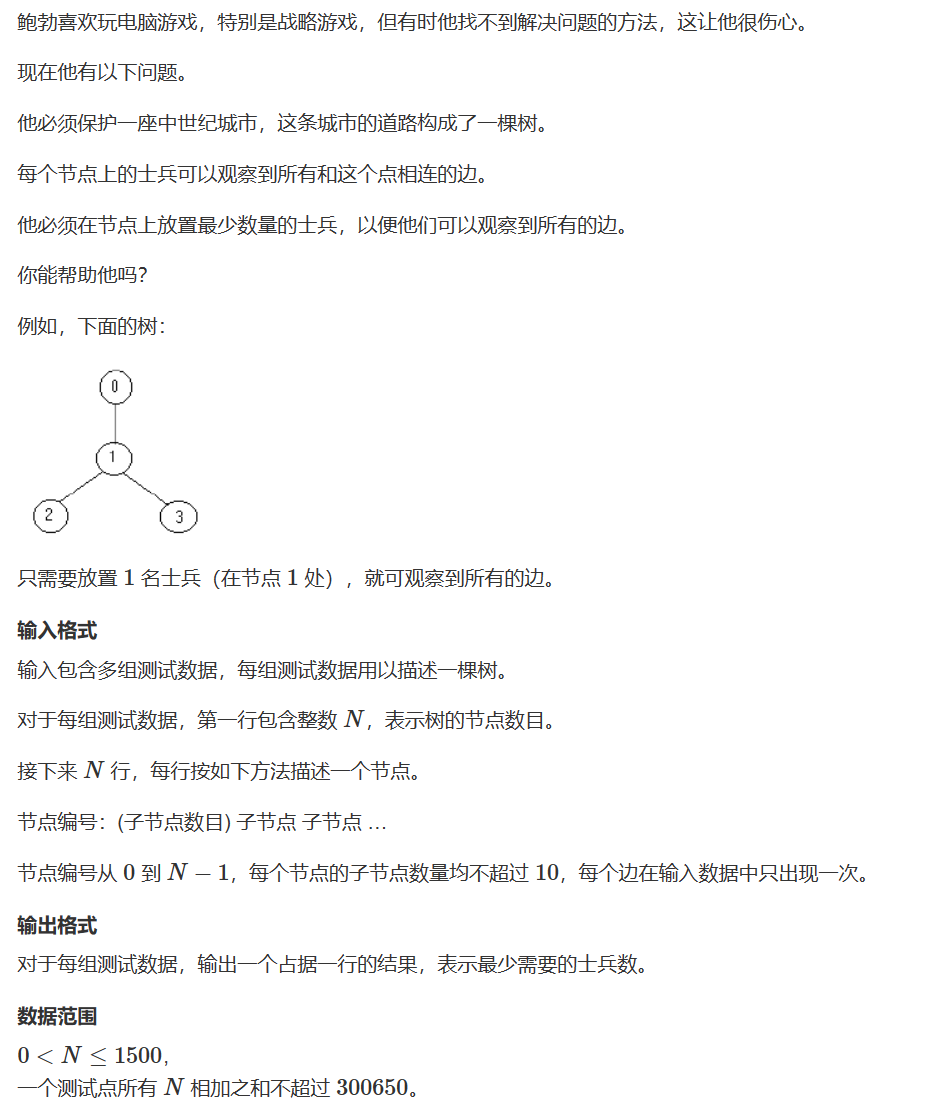 鲍勃喜欢玩电脑游戏，特别是战略游戏，但有时他找不到解决问题的方法，这让他很伤心。
现在他有以下问题。
他必须保护一座中世纪城市，这条城市的道路构成了一棵树。
每个节点上的士兵可以观察到所有和这个点相连的边。
他必须在节点上放置最少数量的士兵，以便他们可以观察到所有的边。
你能帮助他吗？
例如，下面的树：
0
1
2 3
只需要放置 1 名士兵（在节点 1 处），就可观察到所有的边。
输入格式
输入包含多组测试数据，每组测试数据用以描述一棵树。
对于每组测试数据，第一行包含整数 N，表示树的节点数目。
接下来 N 行，每行按如下方法描述一个节点。
节点编号：(子节点数目) 子节点 子节点 …
节点编号从 0 到 N − 1，每个节点的子节点数量均不超过 10，每个边在输入数据中只出现一次。
输出格式
对于每组测试数据，输出一个占据一行的结果，表示最少需要的士兵数。
数据范围
0 < N ≤ 1500,
一个测试点所有 N 相加之和不超过 300650。